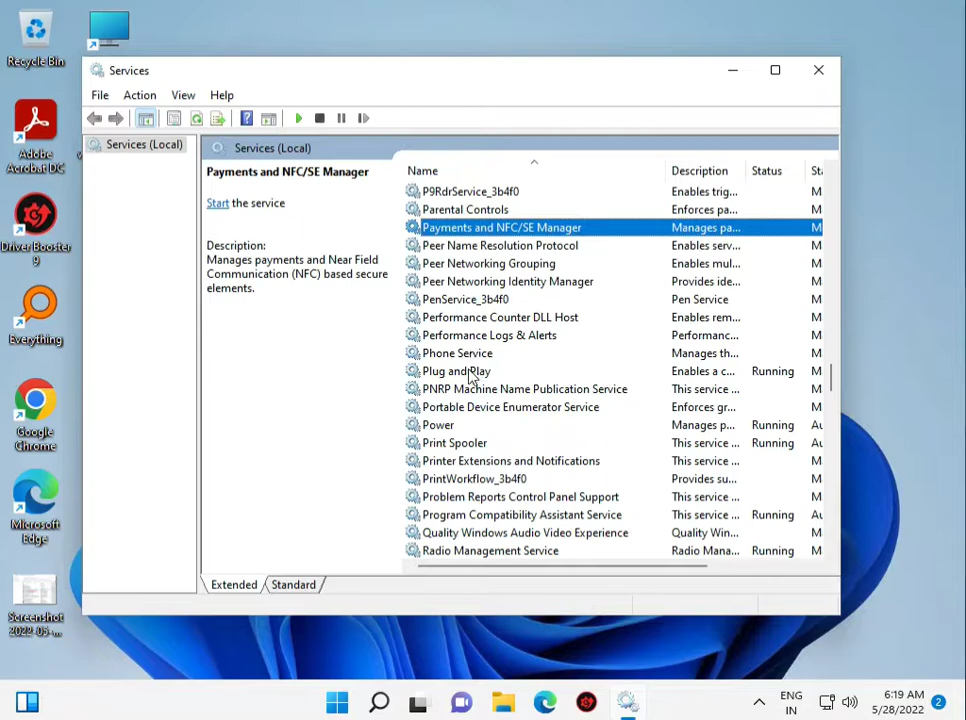 Recycle Bin
Adobe
Acrobat DC
Driver Booster
9
Everything
Google
Chrome
Microsoft
Edge
Screenshot
2022-05-...
Services
File Action View Help
Services (Local)
Services (Local)
Payments and NFC/SE Manager
Start the service
Description:
Manages payments and Near Field
Communication (NFC) based secure
elements.
Name Description Status Sta
P9RdrService_3b4f0 Enables trig... M
Parental Controls Enforces pa... M
Payments and NFC/SE Manager Manages pa... M
Peer Name Resolution Protocol Enables serv... M
Peer Networking Grouping Enables mul... M
Peer Networking Identity Manager Provides ide... M
PenService_3b4f0 Pen Service M
Performance Counter DLL Host Enables rem... M
Performance Logs & Alerts Performanc... M
Phone Service Manages th... M
Plug and Play Enables a c... Running M
PNRP Machine Name Publication Service This service ... M
Portable Device Enumerator Service Enforces gr... M
Power Manages p... Running Au
Print Spooler This service ... Running Au
Printer Extensions and Notifications This service ... M
PrintWorkflow_3b4f0 Provides su... M
Problem Reports Control Panel Support This service ... M
Program Compatibility Assistant Service This service ... Running Au
Quality Windows Audio Video Experience Quality Win... M
Radio Management Service Radio Mana... Running M
Extended Standard
ENG
IN
6:19 AM
5/28/2022
2